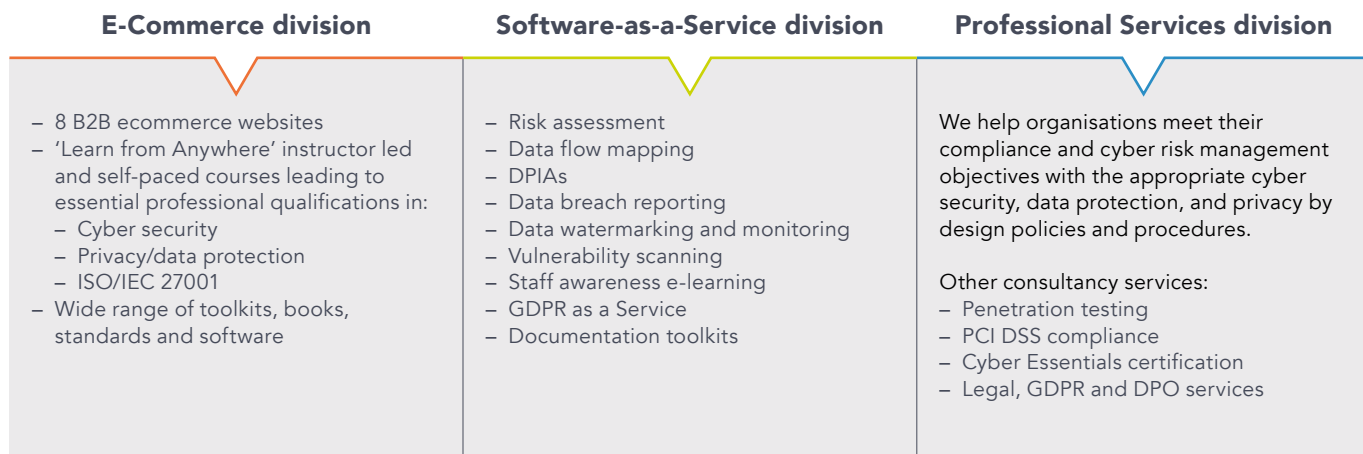 E-Commerce division
– 8 B2B ecommerce websites
– ‘Learn from Anywhere’ instructor led
and self-paced courses leading to
essential professional qualifications in:
– Cyber security
– Privacy/data protection
– ISO/IEC 27001
– Wide range of toolkits, books,
standards and software
Software-as-a-Service division
– Risk assessment
– Data flow mapping
– DPIAs
– Data breach reporting
– Data watermarking and monitoring
– Vulnerability scanning
– Staff awareness e-learning
– GDPR as a Service
– Documentation toolkits
Professional Services division
We help organisations meet their
compliance and cyber risk management
objectives with the appropriate cyber
security, data protection, and privacy by
design policies and procedures.
Other consultancy services:
– Penetration testing
– PCI DSS compliance
– Cyber Essentials certification
– Legal, GDPR and DPO services